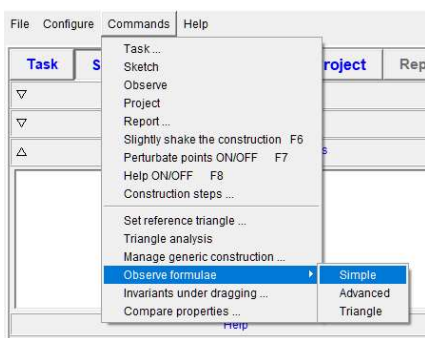 File Configure Commands Help
Task S roject Rep
Task ...
Sketch
Observe
Project
Report ...
Slightly shake the construction F6
Perturbate points ON/OFF F7
Help ON/OFF F8
Construction steps ...
Set reference triangle ...
Triangle analysis
Manage generic construction ...
Observe formulae Simple
Invariants under dragging ... Advanced
Compare properties ... Triangle
Help